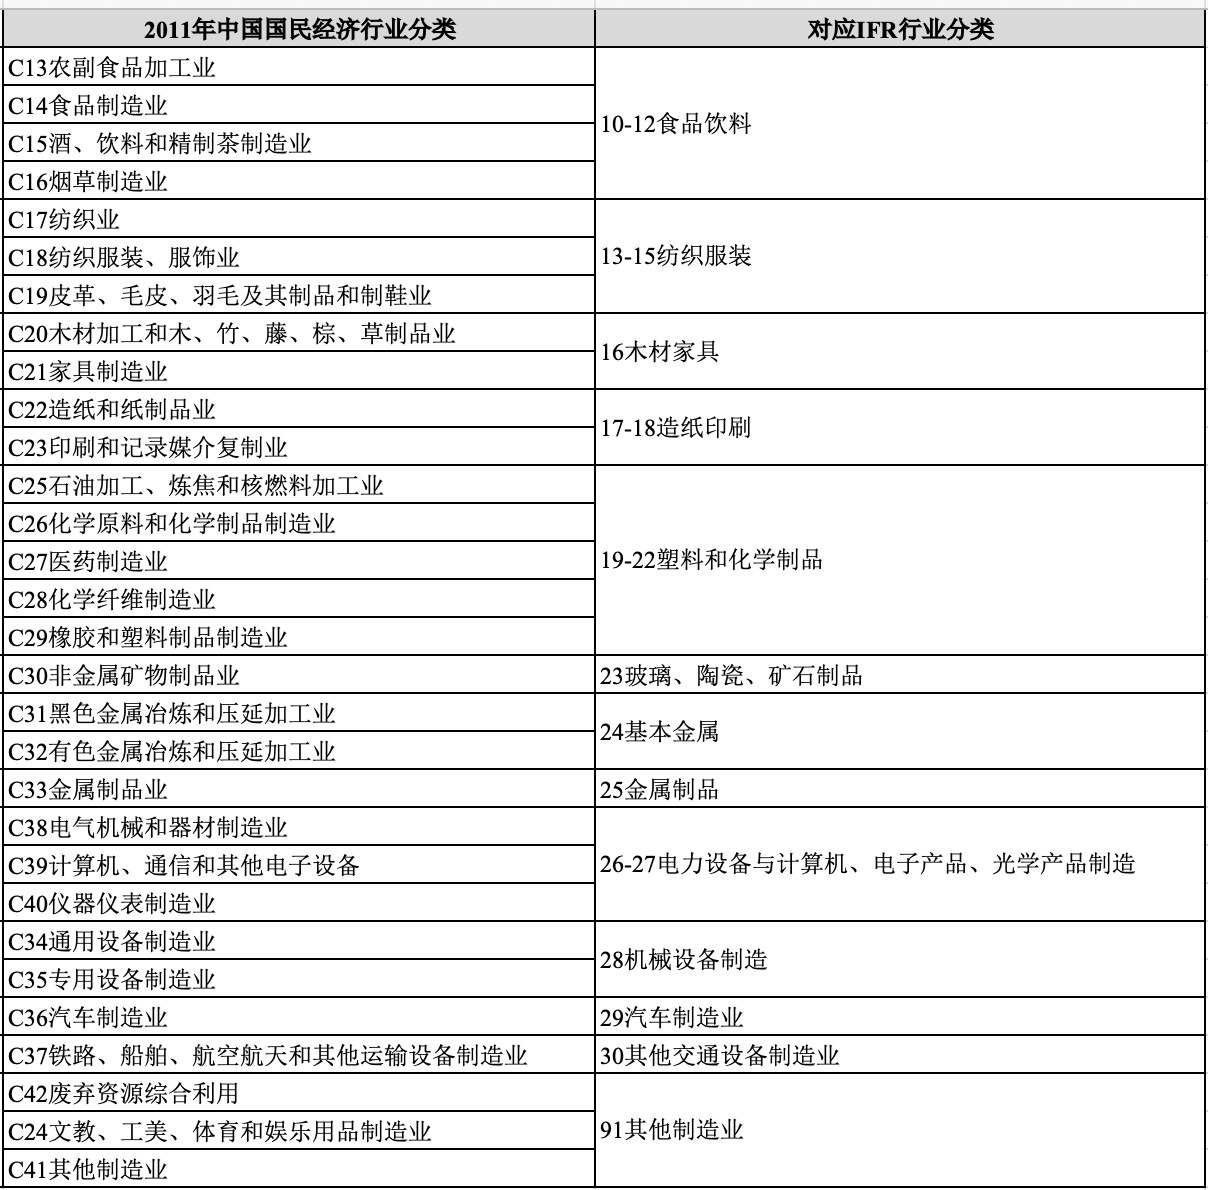 2011年中国国民经济行业分类 对应IFR行业分类
C13农副食品加工业
C14食品制造业
10-12食品饮料
C15酒、饮料和精制茶制造业
C16烟草制造业
C17纺织业
C18纺织服装、服饰业
13-15纺织服装
C19皮革、毛皮、羽毛及其制品和制鞋业
C20木材加工和木、竹、藤、棕、草制品业
16木材家具
C21家具制造业
C22造纸和纸制品业
17-18造纸印刷
C23印刷和记录媒介复制业
C25石油加工、炼焦和核燃料加工业
C26化学原料和化学制品制造业
C27医药制造业
19-22塑料和化学制品
C28化学纤维制造业
C29橡胶和塑料制品制造业
C30非金属矿物制品业 23玻璃、陶瓷、矿石制品
C31黑色金属冶炼和压延加工业
24基本金属
C32有色金属冶炼和压延加工业
C33金属制品业 25金属制品
C38电气机械和器材制造业
C39计算机、通信和其他电子设备
26-27电力设备与计算机、电子产品、光学产品制造
C40仪器仪表制造业
C34通用设备制造业
28机械设备制造
C35专用设备制造业
C36汽车制造业 29汽车制造业
C37铁路、船舶、航空航天和其他运输设备制造业 30其他交通设备制造业
C42废弃资源综合利用
C24文教、工美、体育和娱乐用品制造业
91其他制造业
C41其他制造业